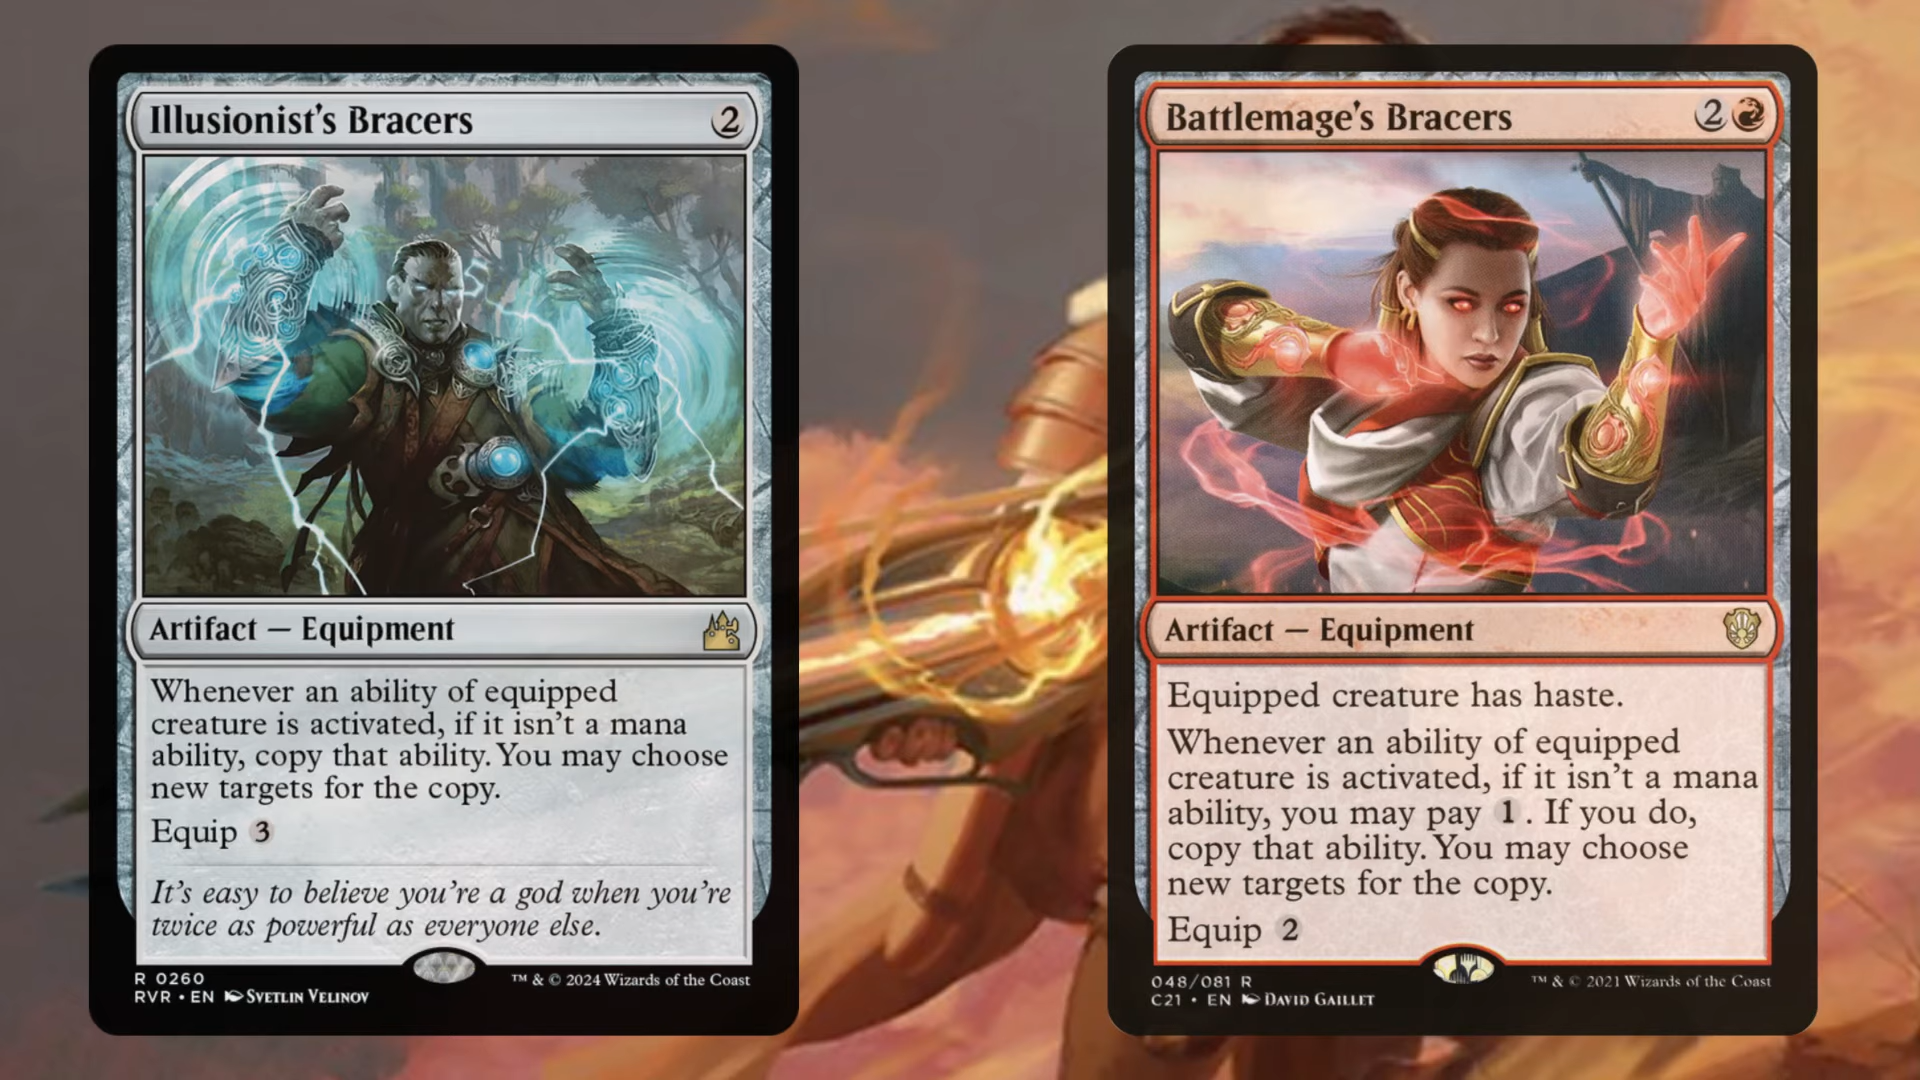 Illusionist's Bracers 2
Artifact — Equipment
Whenever an ability of equipped
creature is activated, if it isn't a mana
ability, copy that ability. You may choose
new targets for the copy.
Equip 3
It's easy to believe you're a god when you're
twice as powerful as everyone else.
R 0260
RVR • EN SVETLIN VELINOV
™ & © 2024 Wizards of the Coast
Battlemage's Bracers 2
Artifact — Equipment
Equipped creature has haste.
Whenever an ability of equipped
creature is activated, if it isn't a mana
ability, you may pay 1. If you do,
copy that ability. You may choose
new targets for the copy.
Equip 2
048/081 R
C21 • EN DAVID GAILLET
™ & © 2021 Wizards of the Coast